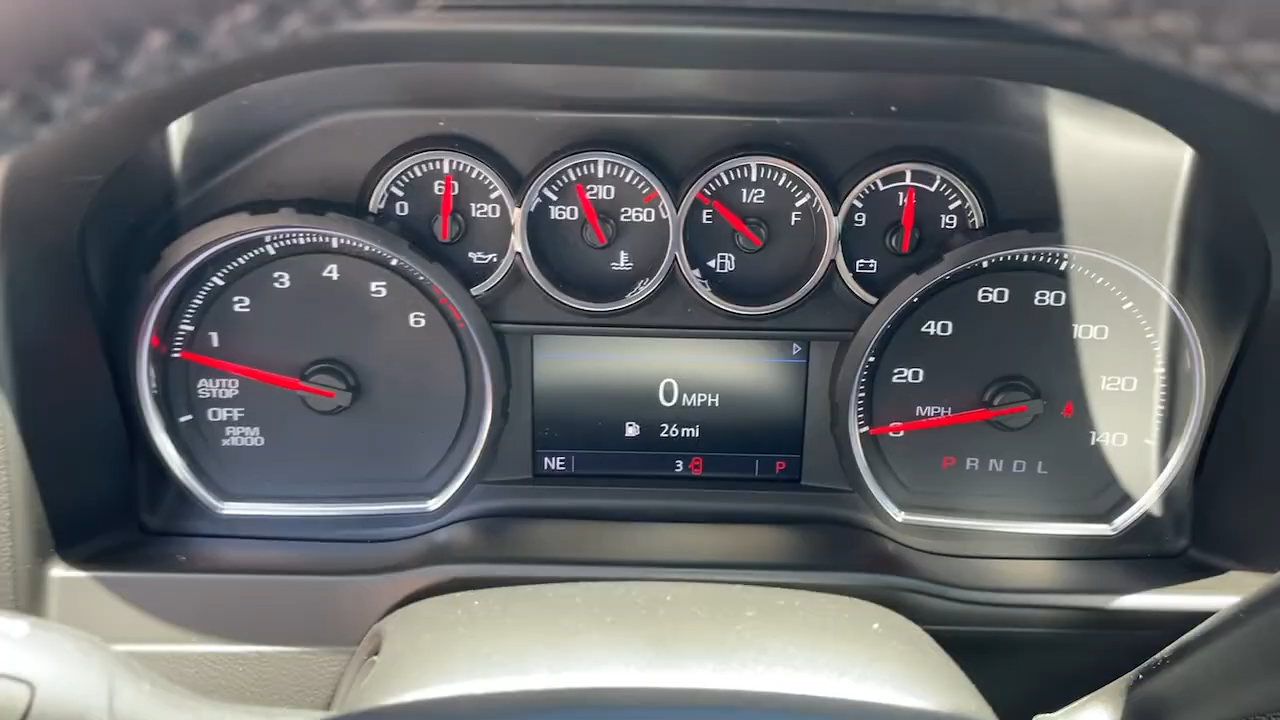 0 60 120
160 210 260
E 1/2 F
9 14 19
1 2 3 4 5 6
AUTO
STOP
OFF
RPM
x1000
0 MPH
26 mi
NE 3 P
0 20 40 60 80 100 120 140
MPH
P R N D L